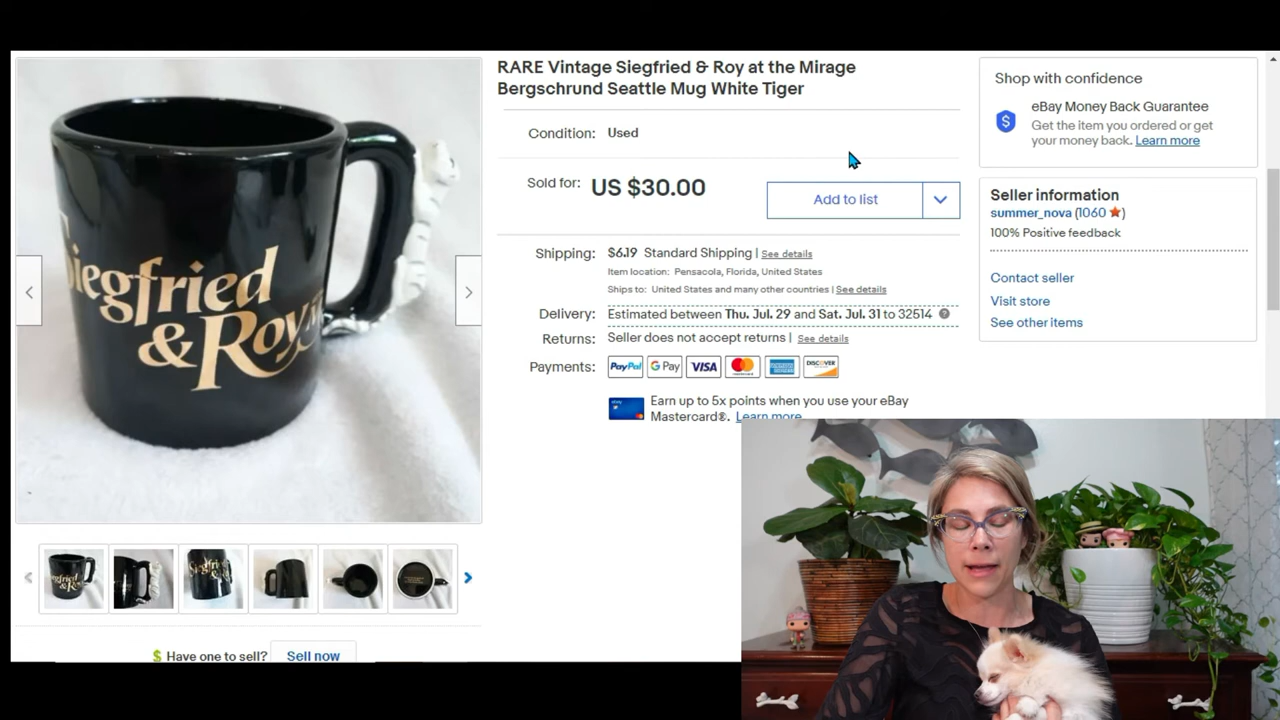 RARE Vintage Siegfried & Roy at the Mirage
Bergschrund Seattle Mug White Tiger
Condition: Used
Sold for: US $30.00
Add to list
Shipping: $6.19 Standard Shipping | See details
Item location: Pensacola, Florida, United States
Ships to: United States and many other countries | See details
Delivery: Estimated between Thu. Jul. 29 and Sat. Jul. 31 to 32514
Returns: Seller does not accept returns | See details
Payments: PayPal G Pay VISA mastercard DISCOVER
Earn up to 5x points when you use your eBay
Mastercard®. Learn more
Shop with confidence
eBay Money Back Guarantee
Get the item you ordered or get
your money back. Learn more
Seller information
summer_nova (1060 )
100% Positive feedback
Contact seller
Visit store
See other items
Siegfried
& Roy
$ Have one to sell? Sell now